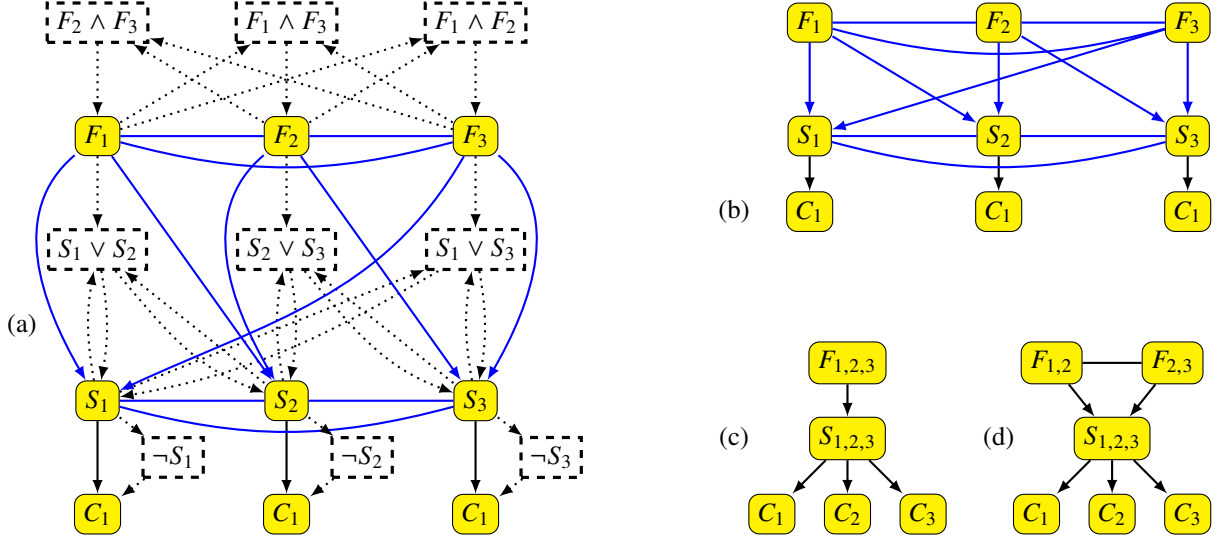 F₂ ∧ F₃ F₁ ∧ F₃ F₁ ∧ F₂
F₁ F₂ F₃
S₁ ∨ S₂ S₂ ∨ S₃ S₁ ∨ S₃
(a)
S₁ S₂ S₃
¬S₁ ¬S₂ ¬S₃
C₁ C₁ C₁
F₁ F₂ F₃
S₁ S₂ S₃
(b) C₁ C₁ C₁
F₁,₂,₃
(c) S₁,₂,₃
C₁ C₂ C₃
F₁,₂ F₂,₃
(d) S₁,₂,₃
C₁ C₂ C₃